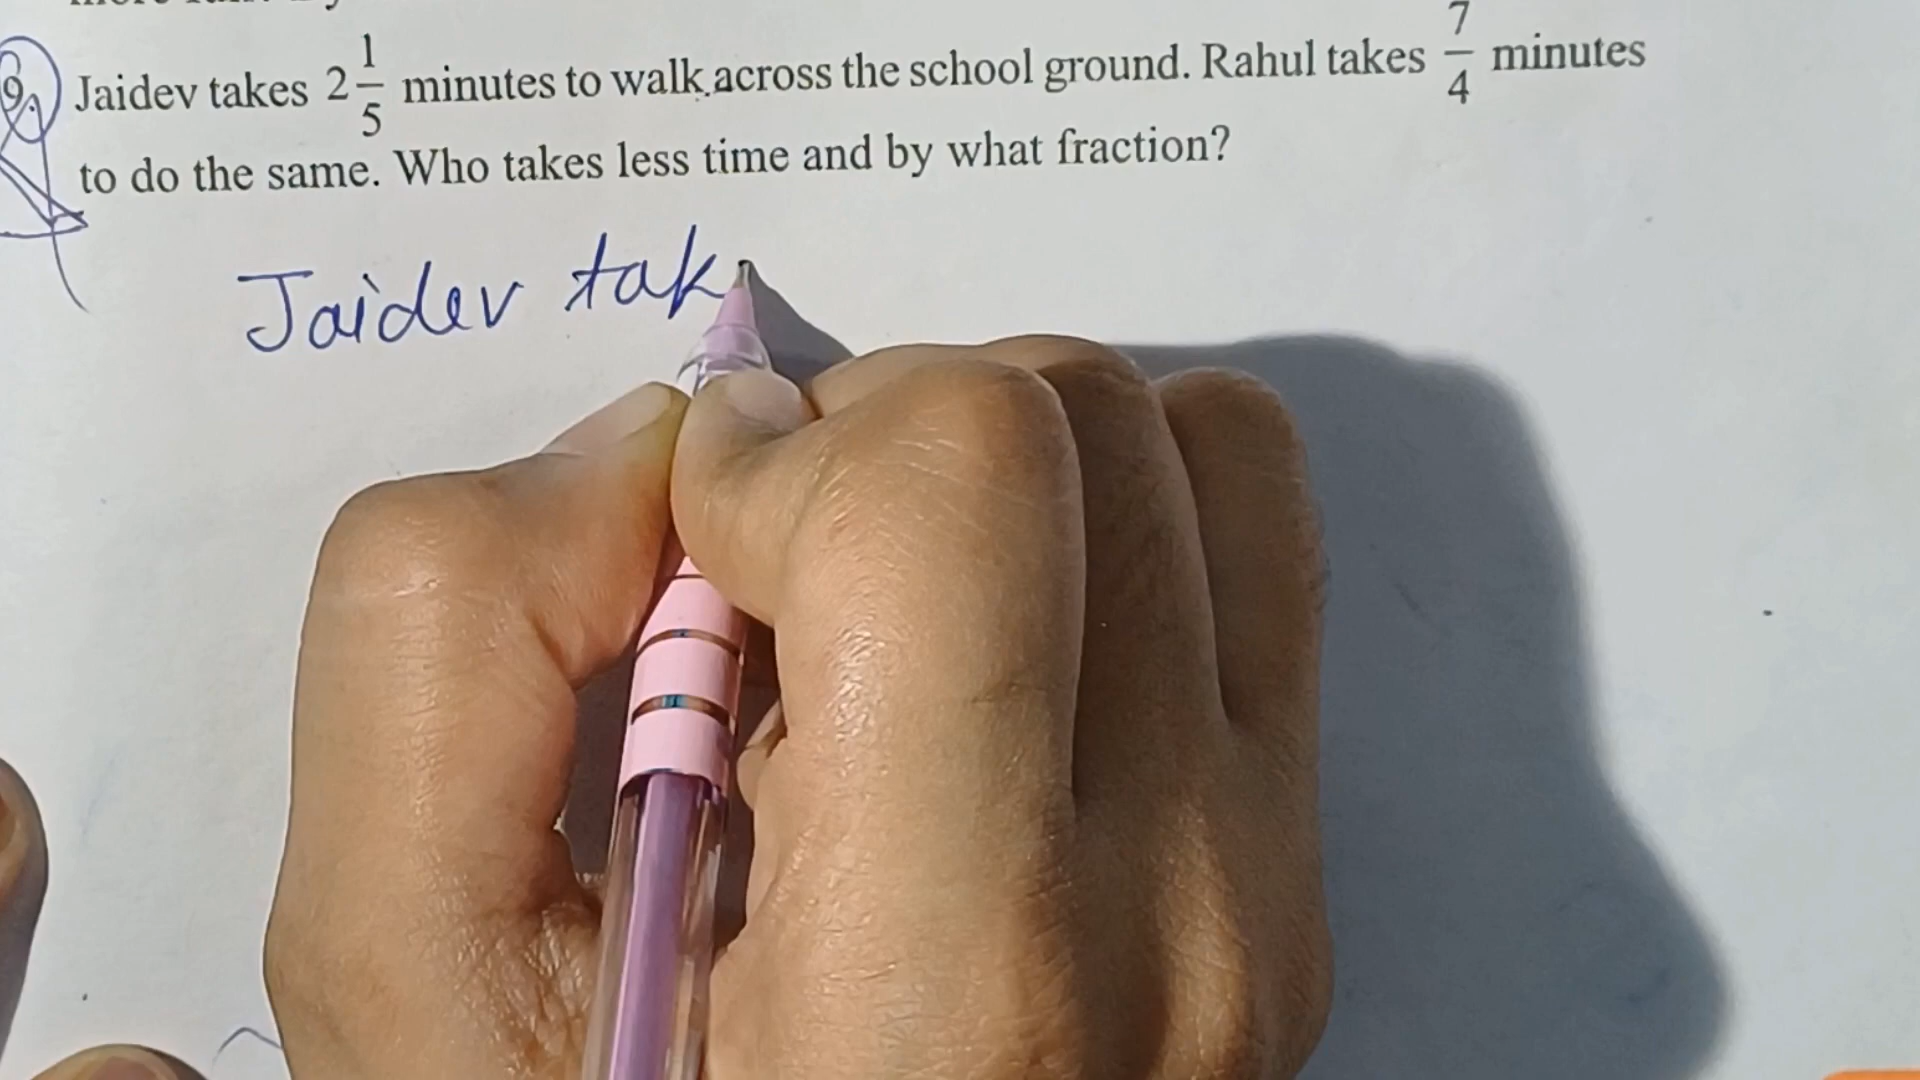 9. Jaidev takes 2 1/5 minutes to walk across the school ground. Rahul takes 7/4 minutes
to do the same. Who takes less time and by what fraction?
Jaidev tak